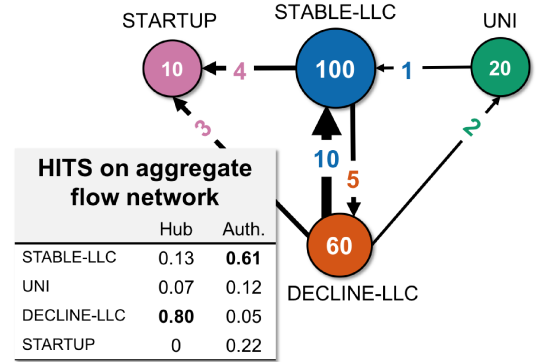 STABLE-LLC
STARTUP
UNI
10
4
100
1
20
3
2
10
5
60
DECLINE-LLC
HITS on aggregate
flow network
Hub Auth.
STABLE-LLC 0.13 0.61
UNI 0.07 0.12
DECLINE-LLC 0.80 0.05
STARTUP 0 0.22